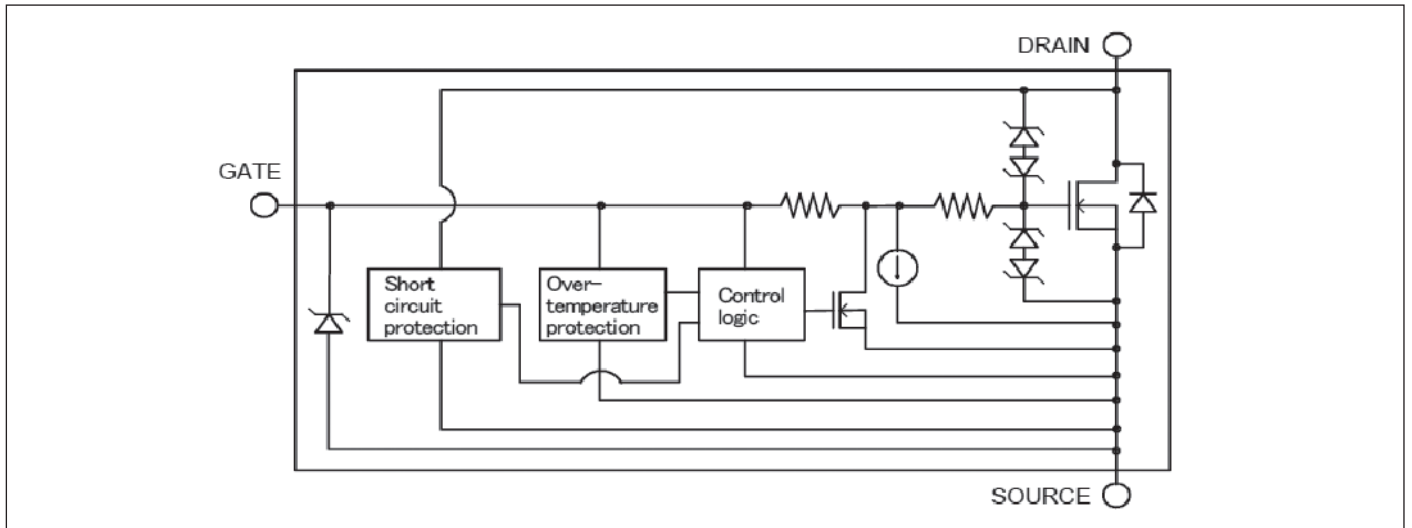 DRAIN
GATE
Short
circuit
protection
Over-
temperature
protection
Control
logic
SOURCE